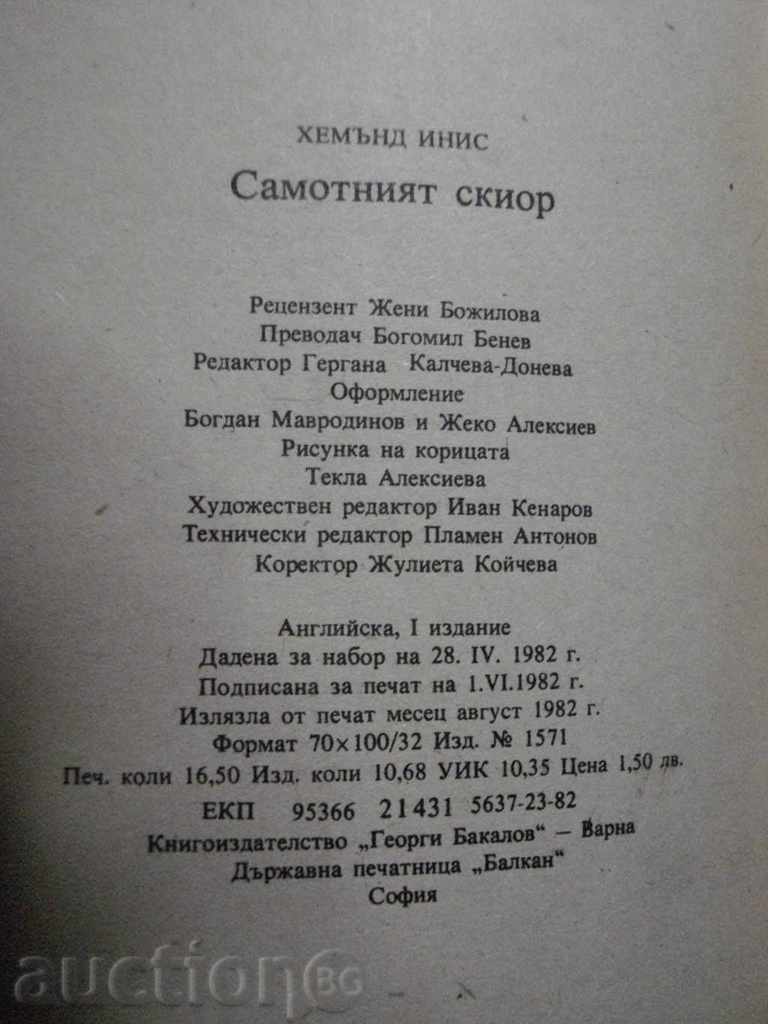 ХЕМЪНД ИНИС
Самотният скиор
Рецензент Жени Божилова
Преводач Богомил Бенев
Редактор Гергана Калчева-Донева
Оформление
Богдан Мавродинов и Жеко Алексиев
Рисунка на корицата
Текла Алексиева
Художествен редактор Иван Кенаров
Технически редактор Пламен Антонов
Коректор Жулиета Койчева
Английска, I издание
Дадена за набор на 28. IV. 1982 г.
Подписана за печат на 1.VI.1982 г.
Излязла от печат месец август 1982 г.
Формат 70×100/32 Изд. № 1571
Печ. коли 16,50 Изд. коли 10,68 УИК 10,35 Цена 1,50 лв.
ЕКП 95366 21431 5637-23-82
Книгоиздателство „Георги Бакалов“ — Варна
Държавна печатница „Балкан“
София
auction BG